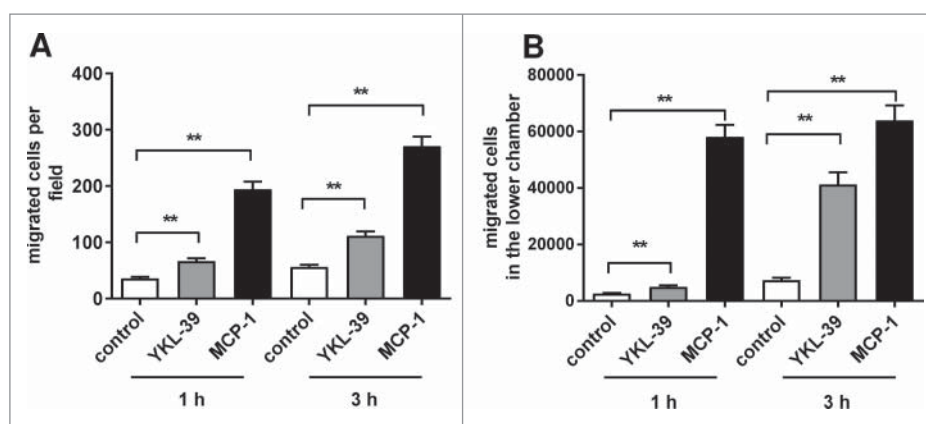 A
migrated cells per
field
400
300
200
100
0
**
**
**
**
control
YKL-39
MCP-1
control
YKL-39
MCP-1
1 h
3 h
B
migrated cells
in the lower chamber
80000
60000
40000
20000
0
**
**
**
**
control
YKL-39
MCP-1
control
YKL-39
MCP-1
1 h
3 h